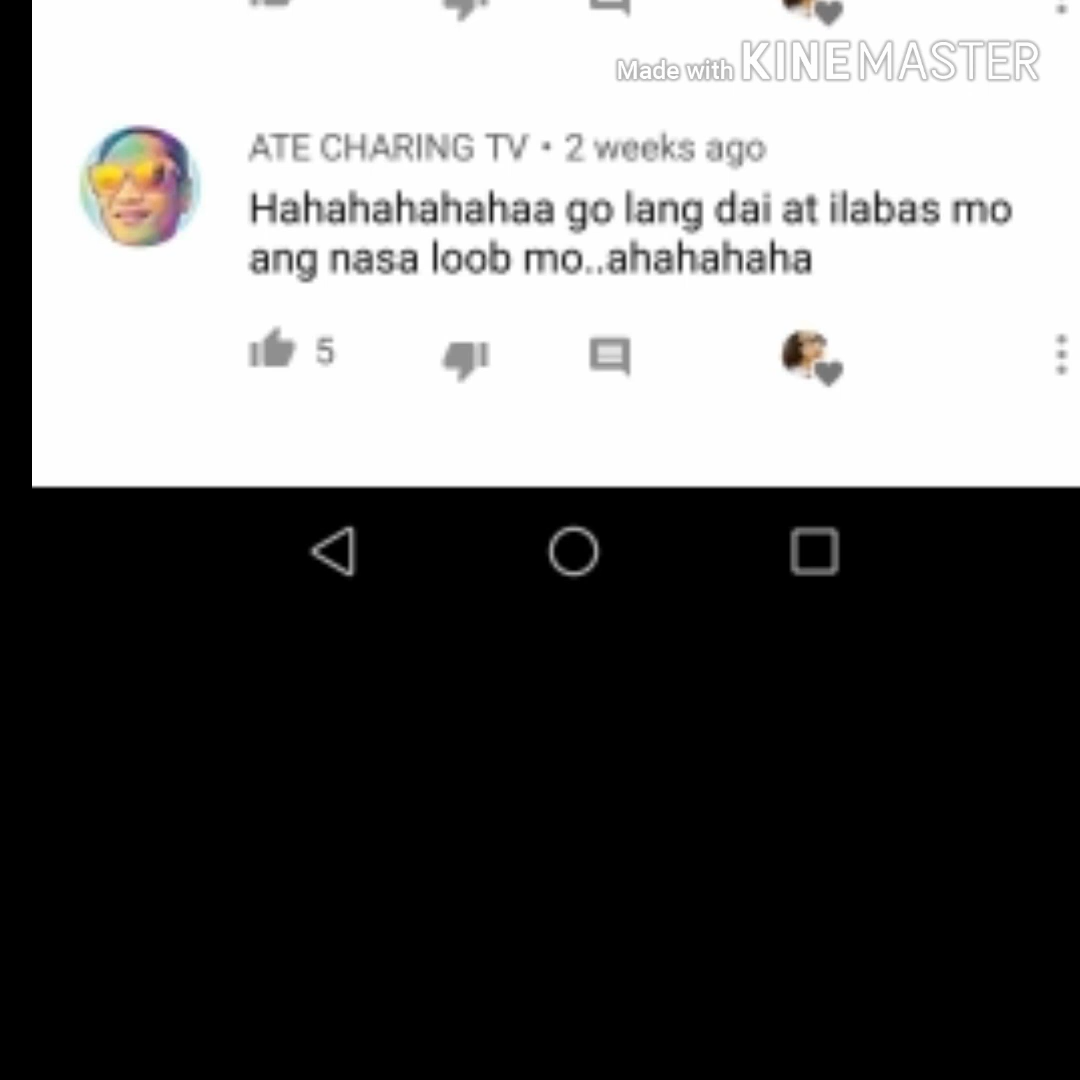 Made with KINEMASTER
ATE CHARING TV • 2 weeks ago
Hahahahahahaa go lang dai at ilabas mo
ang nasa loob mo..ahahahaha
5